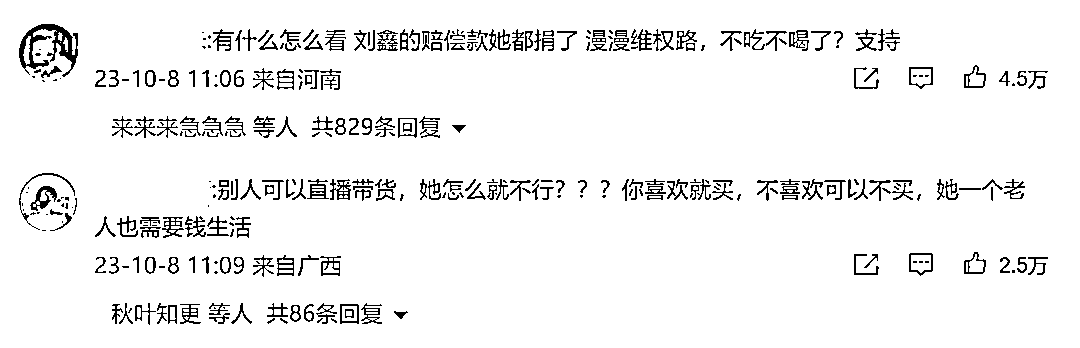 :有什么怎么看 刘鑫的赔偿款她都捐了 漫漫维权路，不吃不喝了？支持
23-10-8 11:06 来自河南
4.5万
来来来急急急 等人 共829条回复
:别人可以直播带货，她怎么就不行？？？你喜欢就买，不喜欢可以不买，她一个老
人也需要钱生活
23-10-8 11:09 来自广西
2.5万
秋叶知更 等人 共86条回复